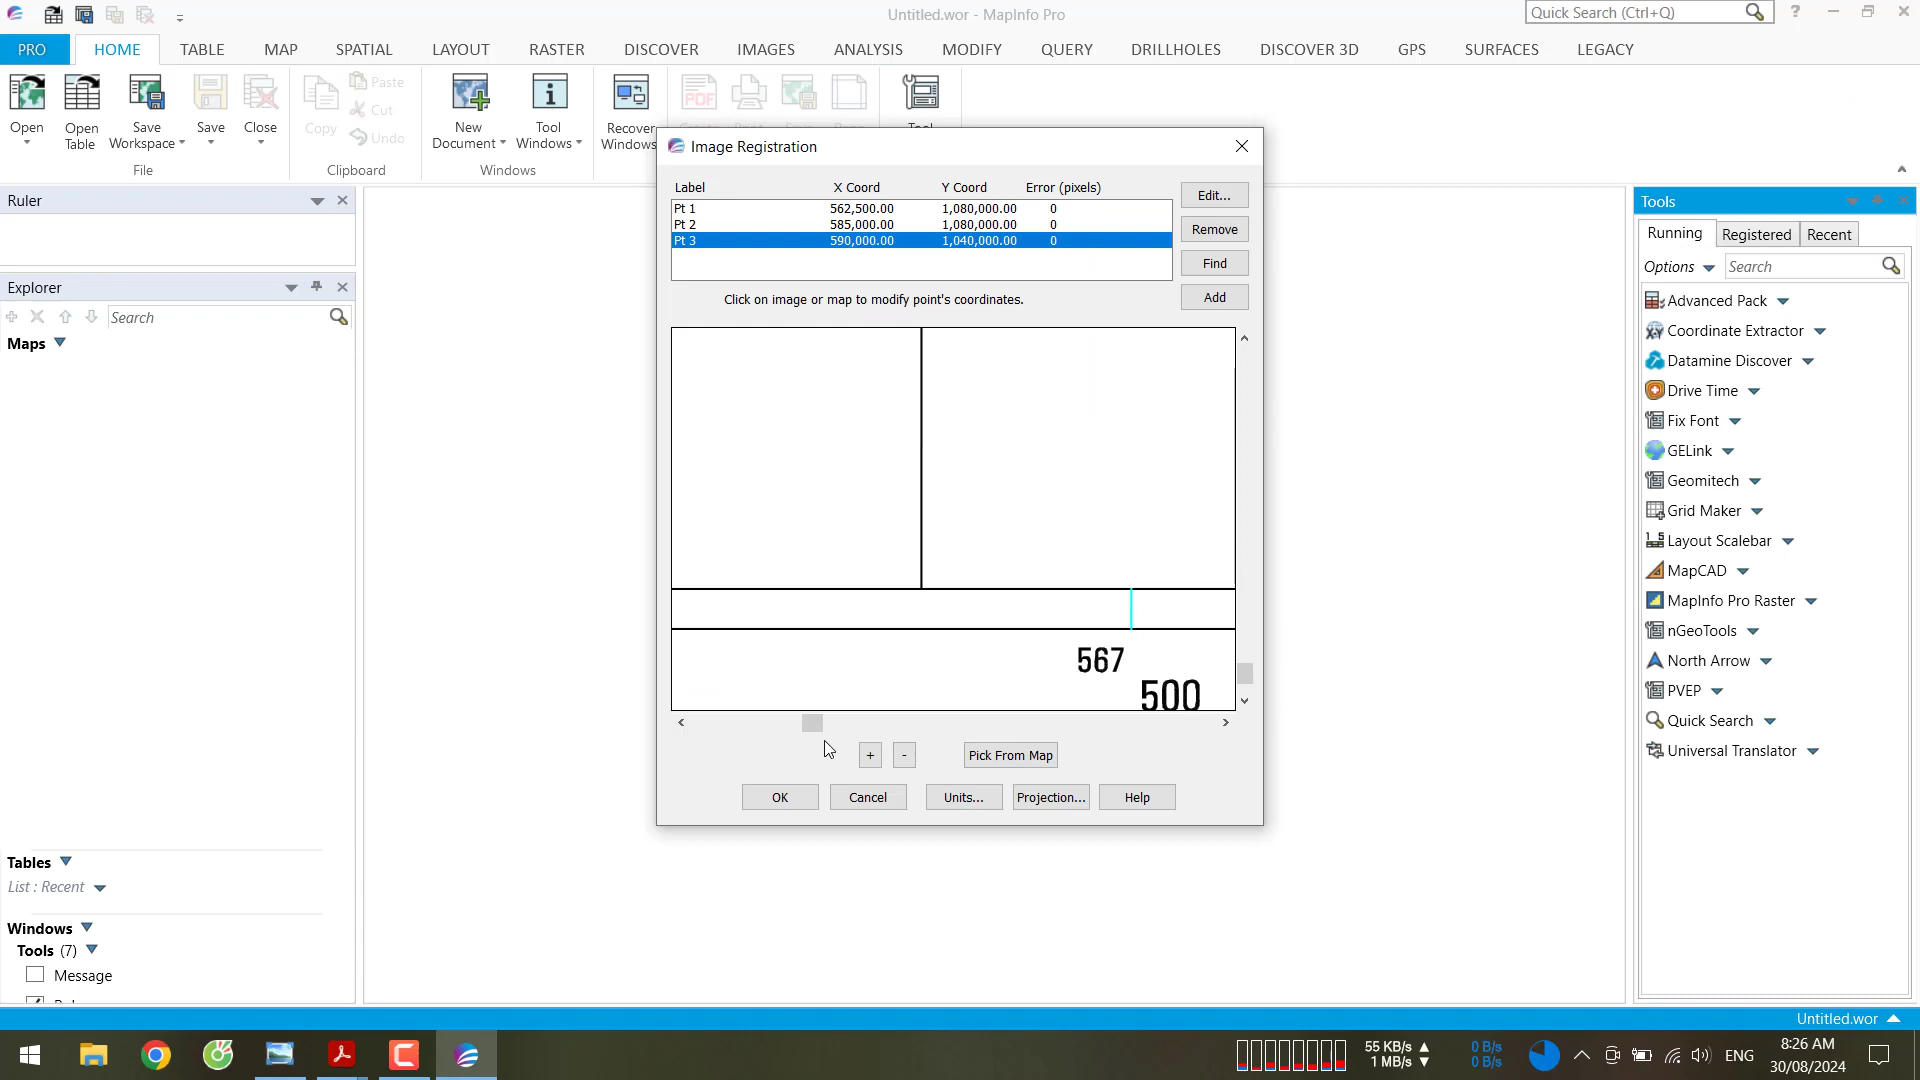 Untitled.wor - MapInfo Pro
Quick Search (Ctrl+Q)
PRO HOME TABLE MAP SPATIAL LAYOUT RASTER DISCOVER IMAGES ANALYSIS MODIFY QUERY DRILLHOLES DISCOVER 3D GPS SURFACES LEGACY
Open
Open Table
Save Workspace
Save
Close
File
Copy
Paste
Cut
Undo
Clipboard
New Document
Tool Windows
Windows
Recover Windows
PDF
Tool
Ruler
Explorer
Search
Maps
Tables
List : Recent
Windows
Tools (7)
Message
Image Registration
Label X Coord Y Coord Error (pixels)
Pt 1 562,500.00 1,080,000.00 0
Pt 2 585,000.00 1,080,000.00 0
Pt 3 590,000.00 1,040,000.00 0
Edit...
Remove
Find
Add
Click on image or map to modify point's coordinates.
567
500
+ - Pick From Map
OK Cancel Units... Projection... Help
Tools
Running Registered Recent
Options Search
Advanced Pack
Coordinate Extractor
Datamine Discover
Drive Time
Fix Font
GELink
Geomitech
Grid Maker
Layout Scalebar
MapCAD
MapInfo Pro Raster
nGeoTools
North Arrow
PVEP
Quick Search
Universal Translator
Untitled.wor
55 KB/s
1 MB/s
0 B/s
0 B/s
ENG
8:26 AM
30/08/2024